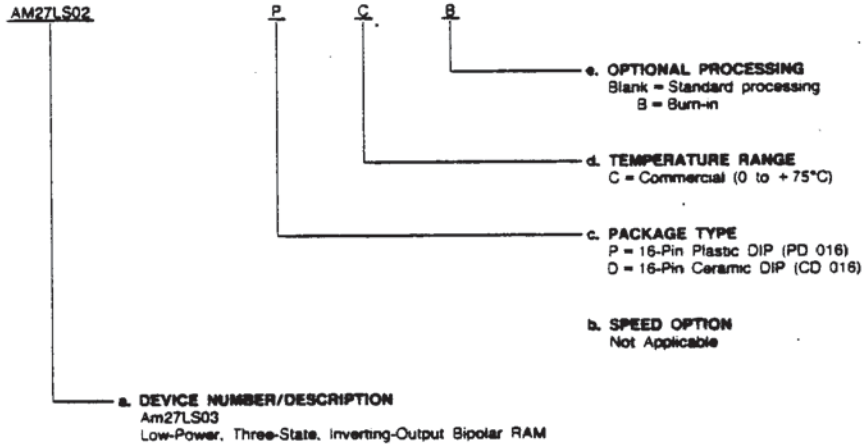 AM27LS02 P C B
e. OPTIONAL PROCESSING
Blank = Standard processing
B = Burn-in
d. TEMPERATURE RANGE
C = Commercial (0 to +75°C)
c. PACKAGE TYPE
P = 16-Pin Plastic DIP (PD 016)
D = 16-Pin Ceramic DIP (CD 016)
b. SPEED OPTION
Not Applicable
a. DEVICE NUMBER/DESCRIPTION
Am27LS03
Low-Power, Three-State, Inverting-Output Bipolar RAM